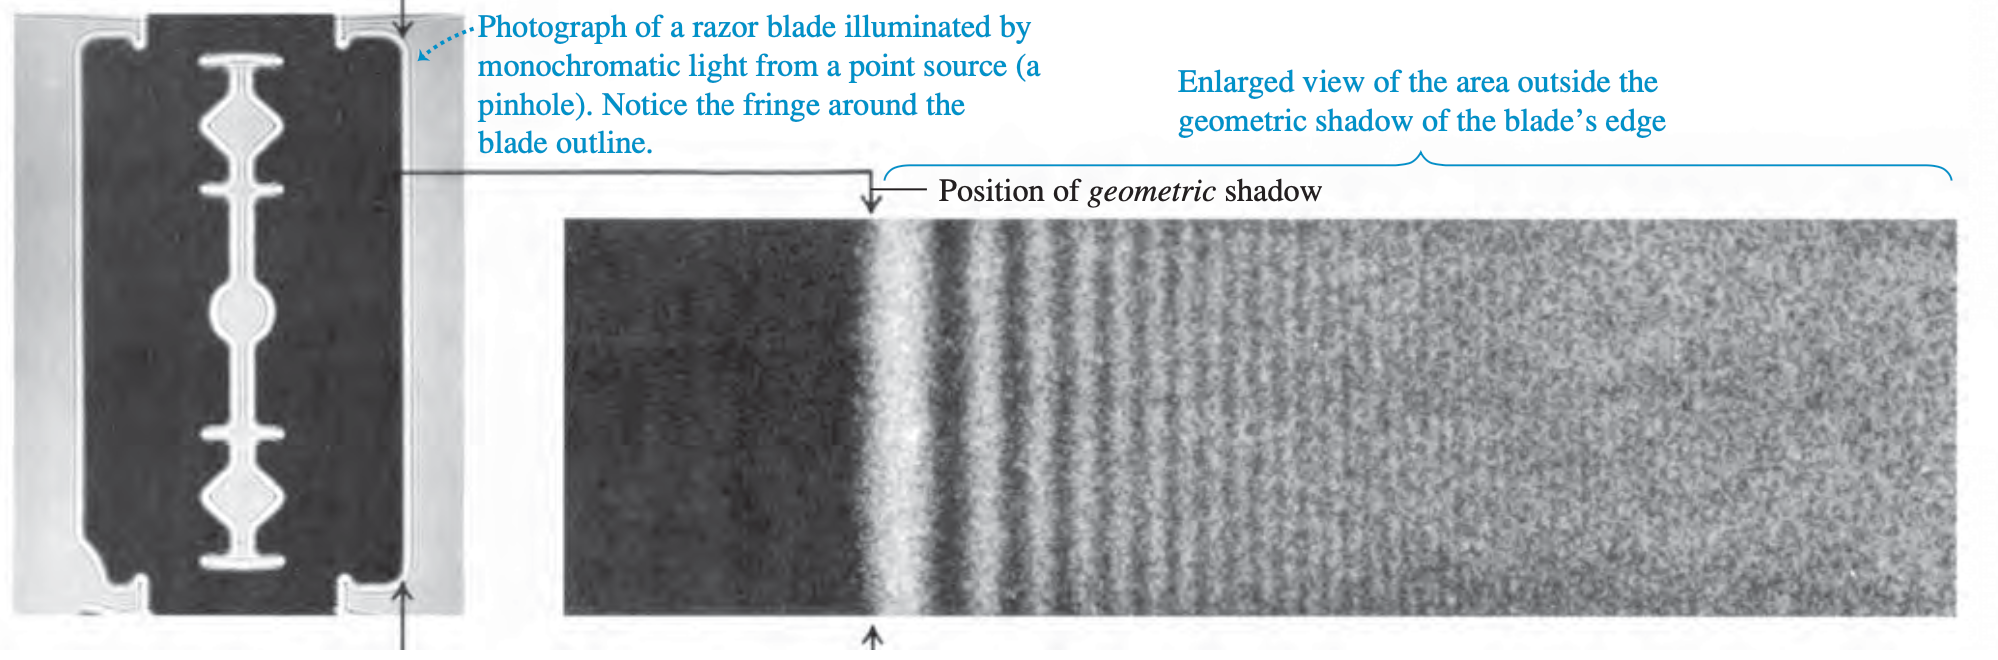 Photograph of a razor blade illuminated by
monochromatic light from a point source (a
pinhole). Notice the fringe around the
blade outline.
Enlarged view of the area outside the
geometric shadow of the blade’s edge
Position of geometric shadow